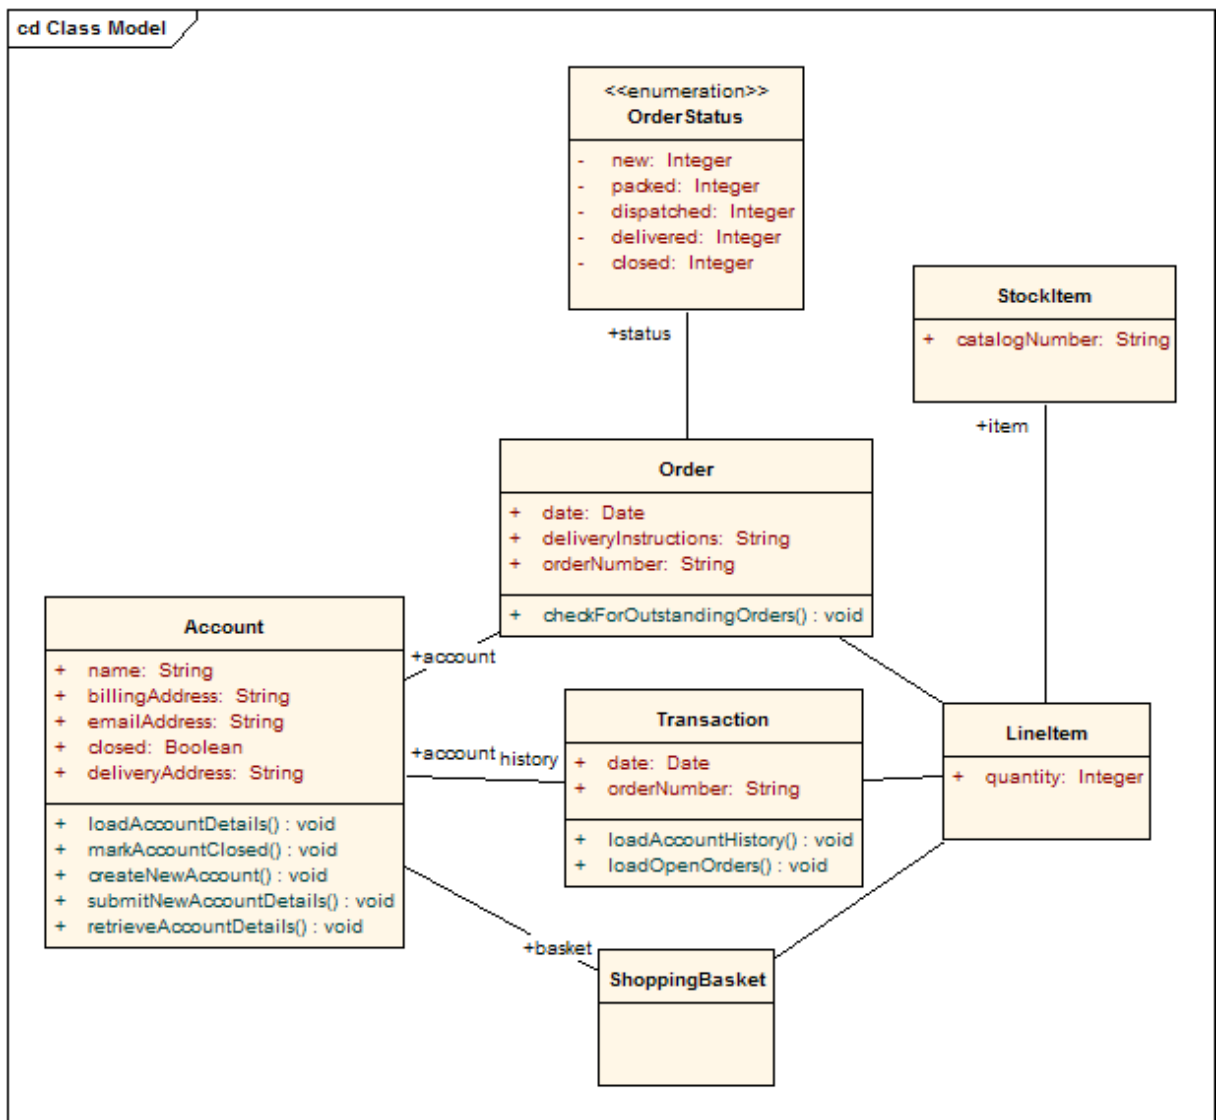 cd Class Model
<<enumeration>>
OrderStatus
- new: Integer
- packed: Integer
- dispatched: Integer
- delivered: Integer
- closed: Integer
+status
StockItem
+ catalogNumber: String
+item
Order
+ date: Date
+ deliveryInstructions: String
+ orderNumber: String
+ checkForOutstandingOrders() : void
Account
+ name: String
+ billingAddress: String
+ emailAddress: String
+ closed: Boolean
+ deliveryAddress: String
+ loadAccountDetails() : void
+ markAccountClosed() : void
+ createNewAccount() : void
+ submitNewAccountDetails() : void
+ retrieveAccountDetails() : void
+account
+account
history
Transaction
+ date: Date
+ orderNumber: String
+ loadAccountHistory() : void
+ loadOpenOrders() : void
LineItem
+ quantity: Integer
+basket
ShoppingBasket